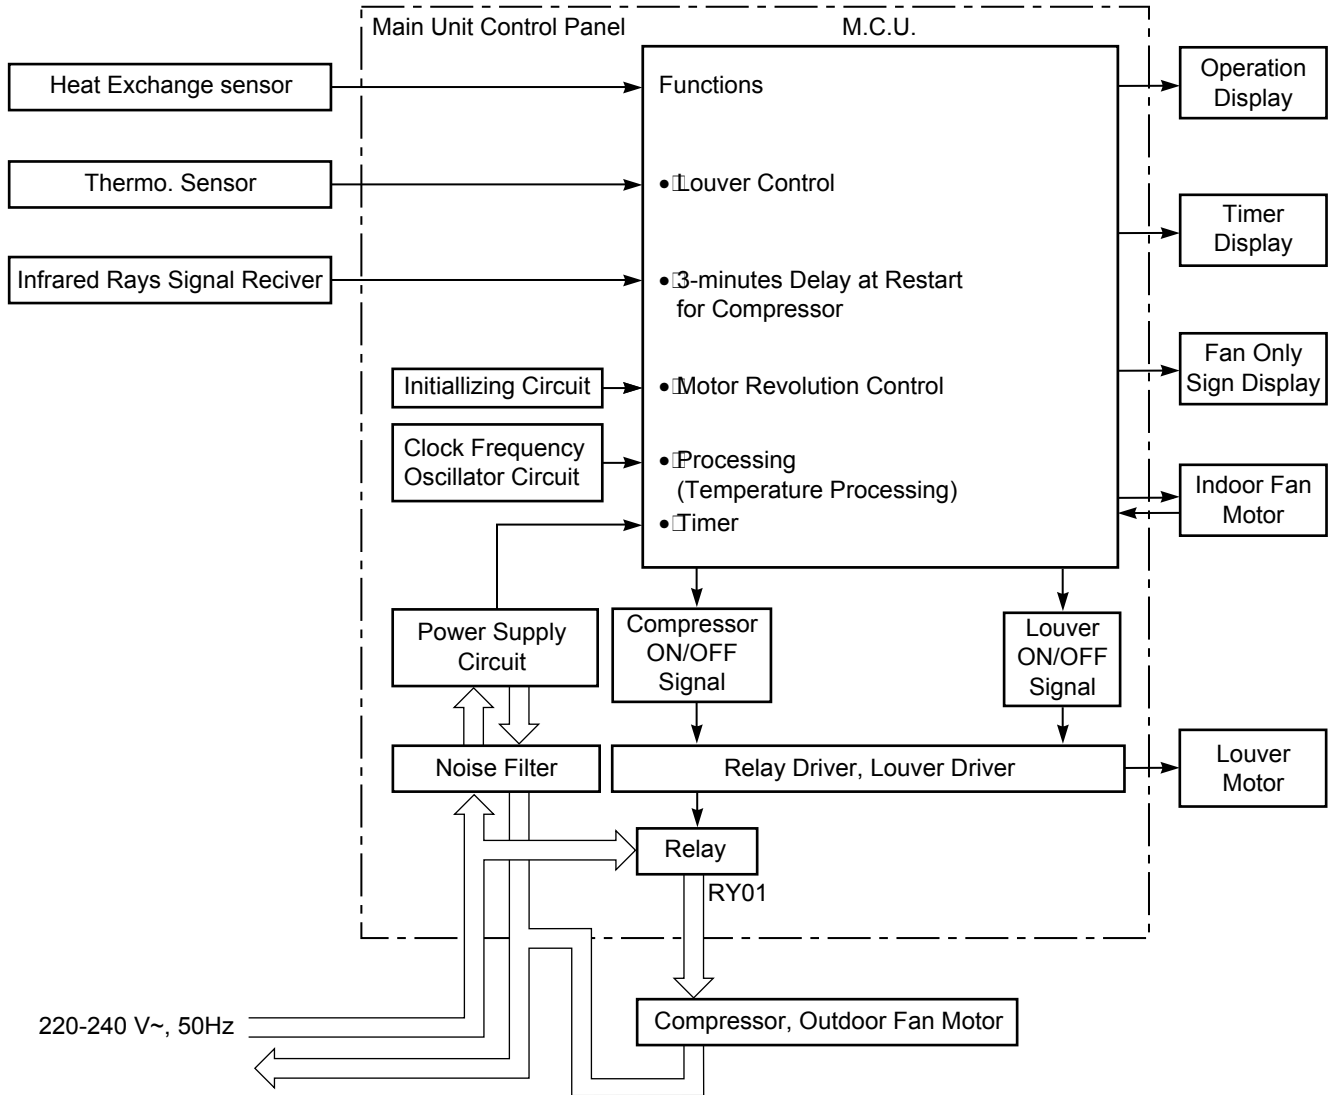 Main Unit Control Panel
M.C.U.
Heat Exchange sensor
Thermo. Sensor
Infrared Rays Signal Reciver
Functions
• Louver Control
• 3-minutes Delay at Restart
for Compressor
• Motor Revolution Control
• Processing
(Temperature Processing)
• Timer
Initiallizing Circuit
Clock Frequency
Oscillator Circuit
Operation
Display
Timer
Display
Fan Only
Sign Display
Indoor Fan
Motor
Power Supply
Circuit
Compressor
ON/OFF
Signal
Louver
ON/OFF
Signal
Noise Filter
Relay Driver, Louver Driver
Louver
Motor
Relay
RY01
220-240 V~, 50Hz
Compressor, Outdoor Fan Motor